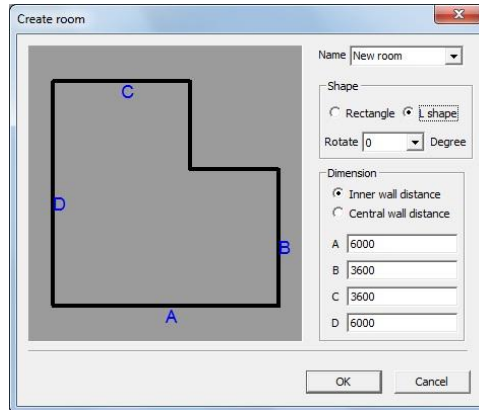 Create room
Name New room
Shape
Rectangle L shape
Rotate 0 Degree
Dimension
Inner wall distance
Central wall distance
A 6000
B 3600
C 3600
D 6000
C
D
B
A
OK Cancel